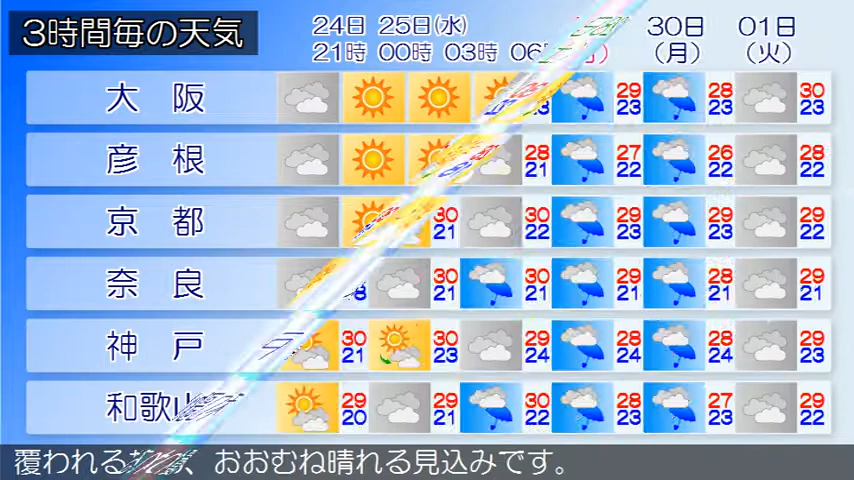 3時間毎の天気
24日 25日(水) 30日 01日
21時 00時 03時 (月) (火)
大阪 29 23 28 23 30 23
彦根 28 21 27 22 26 22 28 22
京都 30 21 30 22 29 23 29 23 29 22
奈良 30 21 30 21 29 21 28 21 29 21
神戸 30 21 30 23 29 24 28 24 28 24 29 23
和歌 29 20 29 21 30 22 28 23 27 23 29 22
覆われる 、おおむね晴れる見込みです。